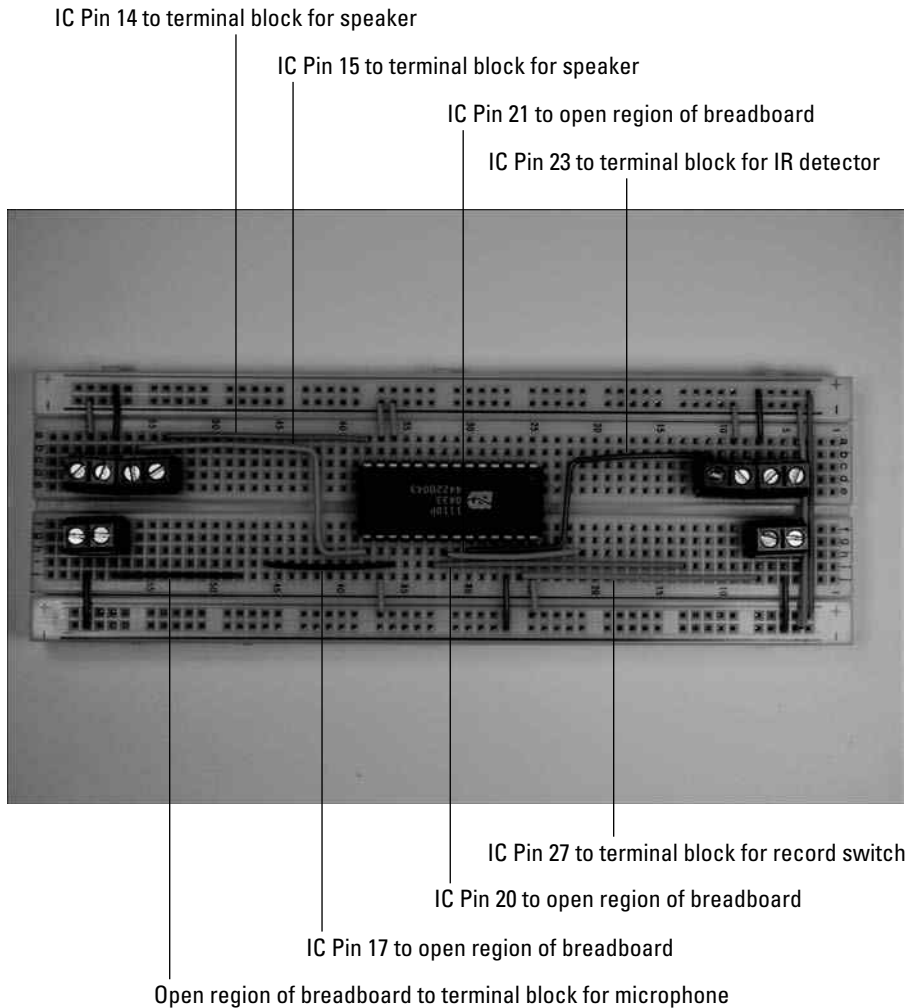 IC Pin 14 to terminal block for speaker
IC Pin 15 to terminal block for speaker
IC Pin 21 to open region of breadboard
IC Pin 23 to terminal block for IR detector
IC Pin 27 to terminal block for record switch
IC Pin 20 to open region of breadboard
IC Pin 17 to open region of breadboard
Open region of breadboard to terminal block for microphone